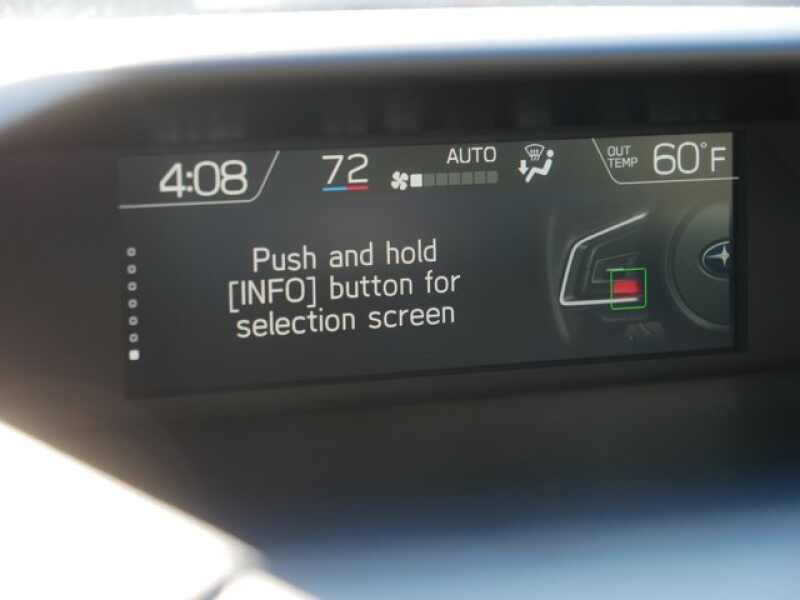 4:08
72
AUTO
OUT
TEMP
60°F
Push and hold
[INFO] button for
selection screen